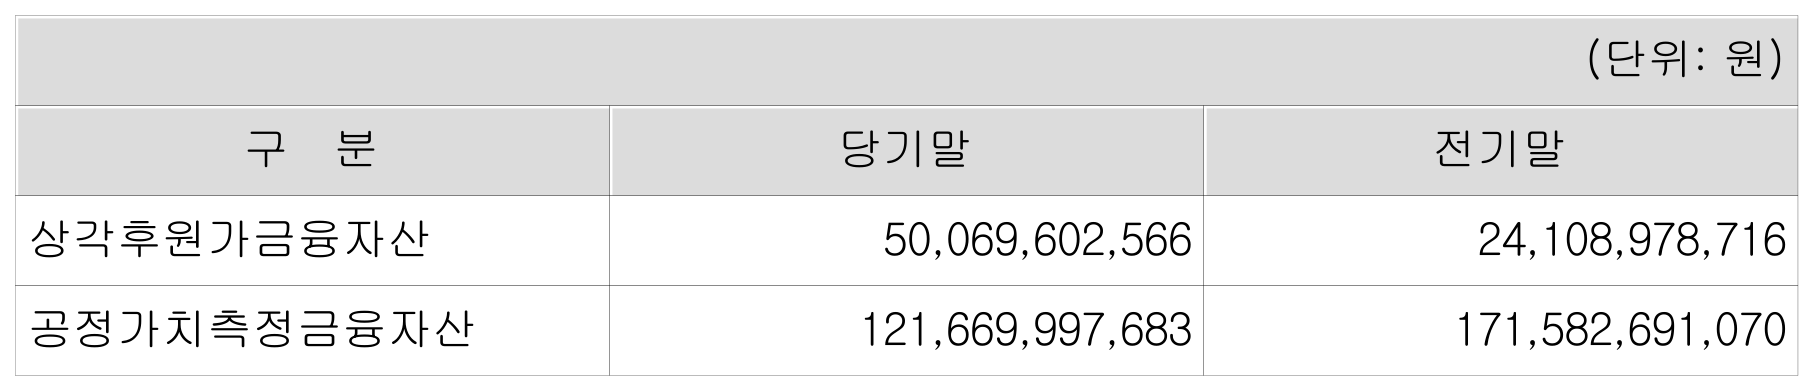 (단위: 원)
구 분 당기말 전기말
상각후원가금융자산 50,069,602,566 24,108,978,716
공정가치측정금융자산 121,669,997,683 171,582,691,070